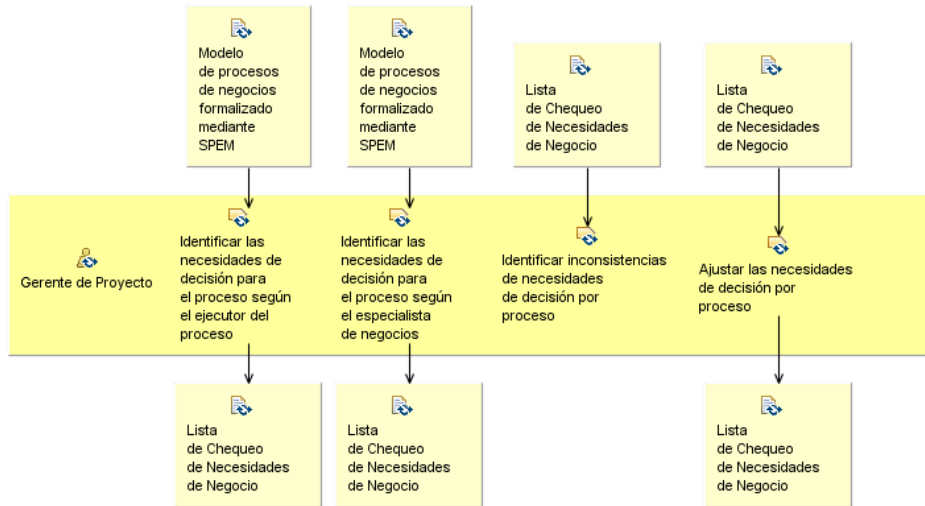 Modelo
de procesos
de negocios
formalizado
mediante
SPEM
Modelo
de procesos
de negocios
formalizado
mediante
SPEM
Lista
de Chequeo
de Necesidades
de Negocio
Lista
de Chequeo
de Necesidades
de Negocio
Gerente de Proyecto
Identificar las
necesidades de
decisión para
el proceso según
el ejecutor del
proceso
Identificar las
necesidades de
decisión para
el proceso según
el especialista
de negocios
Identificar inconsistencias
de necesidades
de decisión por
proceso
Ajustar las necesidades
de decisión por
proceso
Lista
de Chequeo
de Necesidades
de Negocio
Lista
de Chequeo
de Necesidades
de Negocio
Lista
de Chequeo
de Necesidades
de Negocio